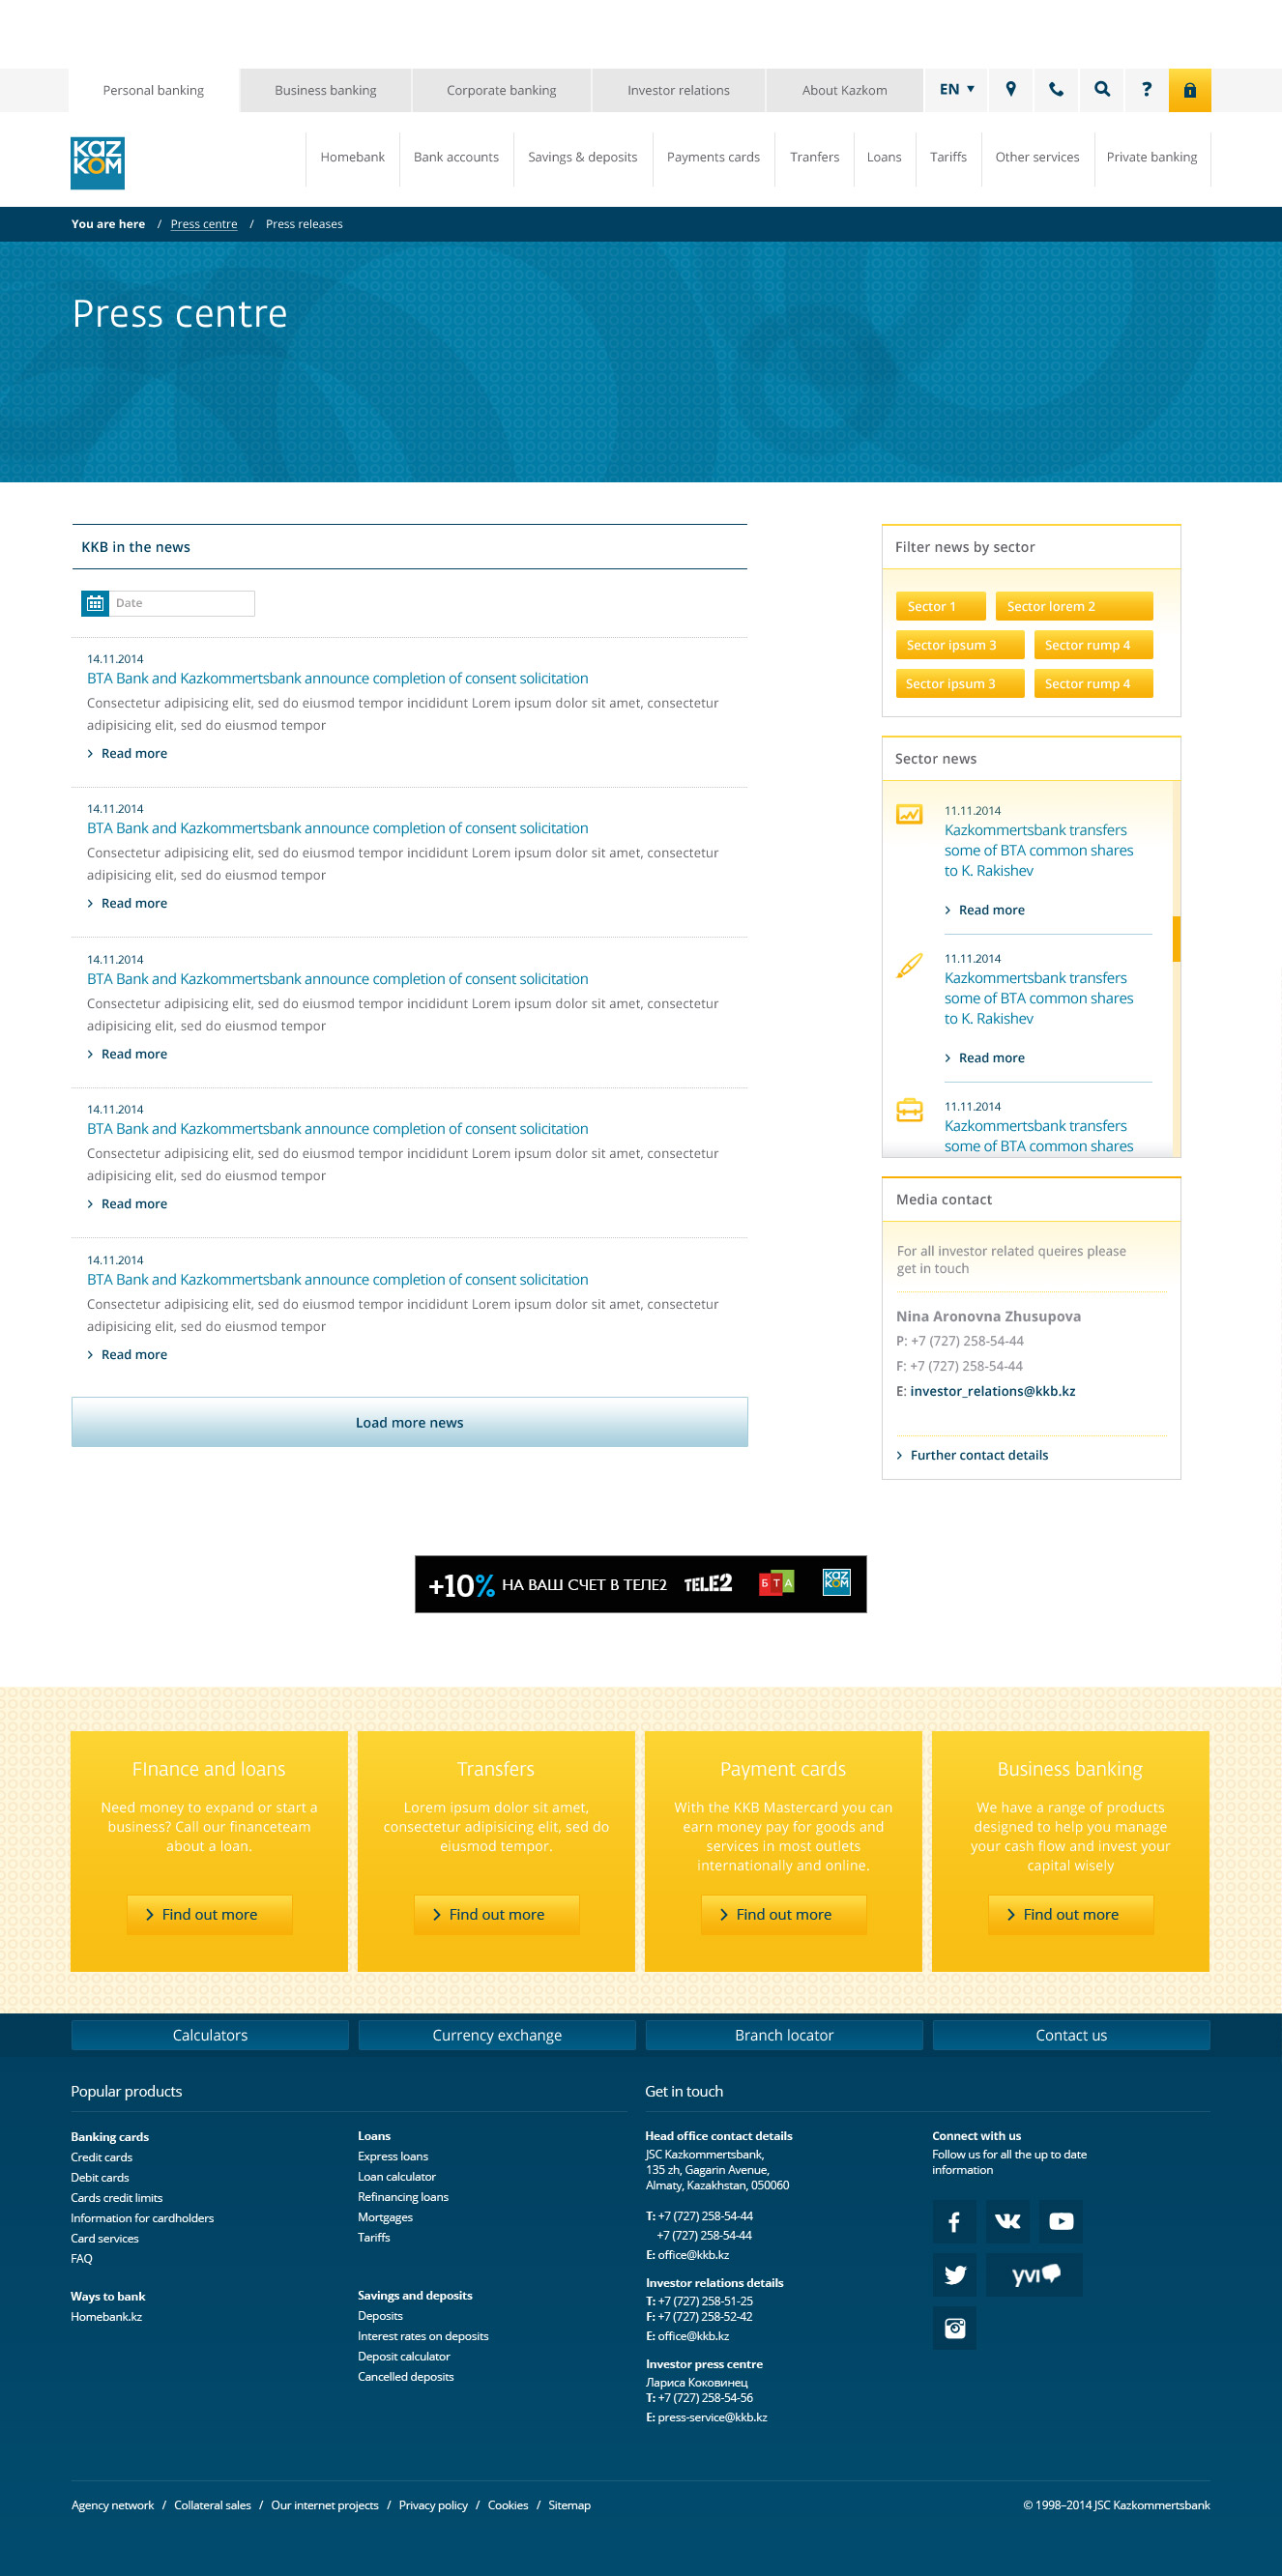 Personal banking
Business banking
Corporate banking
Investor relations
About Kazkom
EN
?
KAZ
KOM
Homebank
Bank accounts
Savings & deposits
Payments cards
Tranfers
Loans
Tariffs
Other services
Private banking
You are here / Press centre / Press releases
Press centre
KKB in the news
Date
14.11.2014
BTA Bank and Kazkommertsbank announce completion of consent solicitation
Consectetur adipisicing elit, sed do eiusmod tempor incididunt Lorem ipsum dolor sit amet, consectetur
adipisicing elit, sed do eiusmod tempor
Read more
14.11.2014
BTA Bank and Kazkommertsbank announce completion of consent solicitation
Consectetur adipisicing elit, sed do eiusmod tempor incididunt Lorem ipsum dolor sit amet, consectetur
adipisicing elit, sed do eiusmod tempor
Read more
14.11.2014
BTA Bank and Kazkommertsbank announce completion of consent solicitation
Consectetur adipisicing elit, sed do eiusmod tempor incididunt Lorem ipsum dolor sit amet, consectetur
adipisicing elit, sed do eiusmod tempor
Read more
14.11.2014
BTA Bank and Kazkommertsbank announce completion of consent solicitation
Consectetur adipisicing elit, sed do eiusmod tempor incididunt Lorem ipsum dolor sit amet, consectetur
adipisicing elit, sed do eiusmod tempor
Read more
14.11.2014
BTA Bank and Kazkommertsbank announce completion of consent solicitation
Consectetur adipisicing elit, sed do eiusmod tempor incididunt Lorem ipsum dolor sit amet, consectetur
adipisicing elit, sed do eiusmod tempor
Read more
Load more news
Filter news by sector
Sector 1
Sector lorem 2
Sector ipsum 3
Sector rump 4
Sector ipsum 3
Sector rump 4
Sector news
11.11.2014
Kazkommertsbank transfers
some of BTA common shares
to K. Rakishev
Read more
11.11.2014
Kazkommertsbank transfers
some of BTA common shares
to K. Rakishev
Read more
11.11.2014
Kazkommertsbank transfers
some of BTA common shares
Media contact
For all investor related queires please
get in touch
Nina Aronovna Zhusupova
P: +7 (727) 258-54-44
F: +7 (727) 258-54-44
E: investor_relations@kkb.kz
Further contact details
+10% НА ВАШ СЧЕТ В ТЕЛЕ2 TELE2 БТА KAZ
KOM
FInance and loans
Need money to expand or start a
business? Call our financeteam
about a loan.
Find out more
Transfers
Lorem ipsum dolor sit amet,
consectetur adipisicing elit, sed do
eiusmod tempor.
Find out more
Payment cards
With the KKB Mastercard you can
earn money pay for goods and
services in most outlets
internationally and online.
Find out more
Business banking
We have a range of products
designed to help you manage
your cash flow and invest your
capital wisely
Find out more
Calculators
Currency exchange
Branch locator
Contact us
Popular products
Banking cards
Credit cards
Debit cards
Cards credit limits
Information for cardholders
Card services
FAQ
Ways to bank
Homebank.kz
Loans
Express loans
Loan calculator
Refinancing loans
Mortgages
Tariffs
Savings and deposits
Deposits
Interest rates on deposits
Deposit calculator
Cancelled deposits
Get in touch
Head office contact details
JSC Kazkommertsbank,
135 zh, Gagarin Avenue,
Almaty, Kazakhstan, 050060
T: +7 (727) 258-54-44
+7 (727) 258-54-44
E: office@kkb.kz
Investor relations details
T: +7 (727) 258-51-25
F: +7 (727) 258-52-42
E: office@kkb.kz
Investor press centre
Лариса Коковинец
T: +7 (727) 258-54-56
E: press-service@kkb.kz
Connect with us
Follow us for all the up to date
information
yvi
Agency network / Collateral sales / Our internet projects / Privacy policy / Cookies / Sitemap
© 1998-2014 JSC Kazkommertsbank